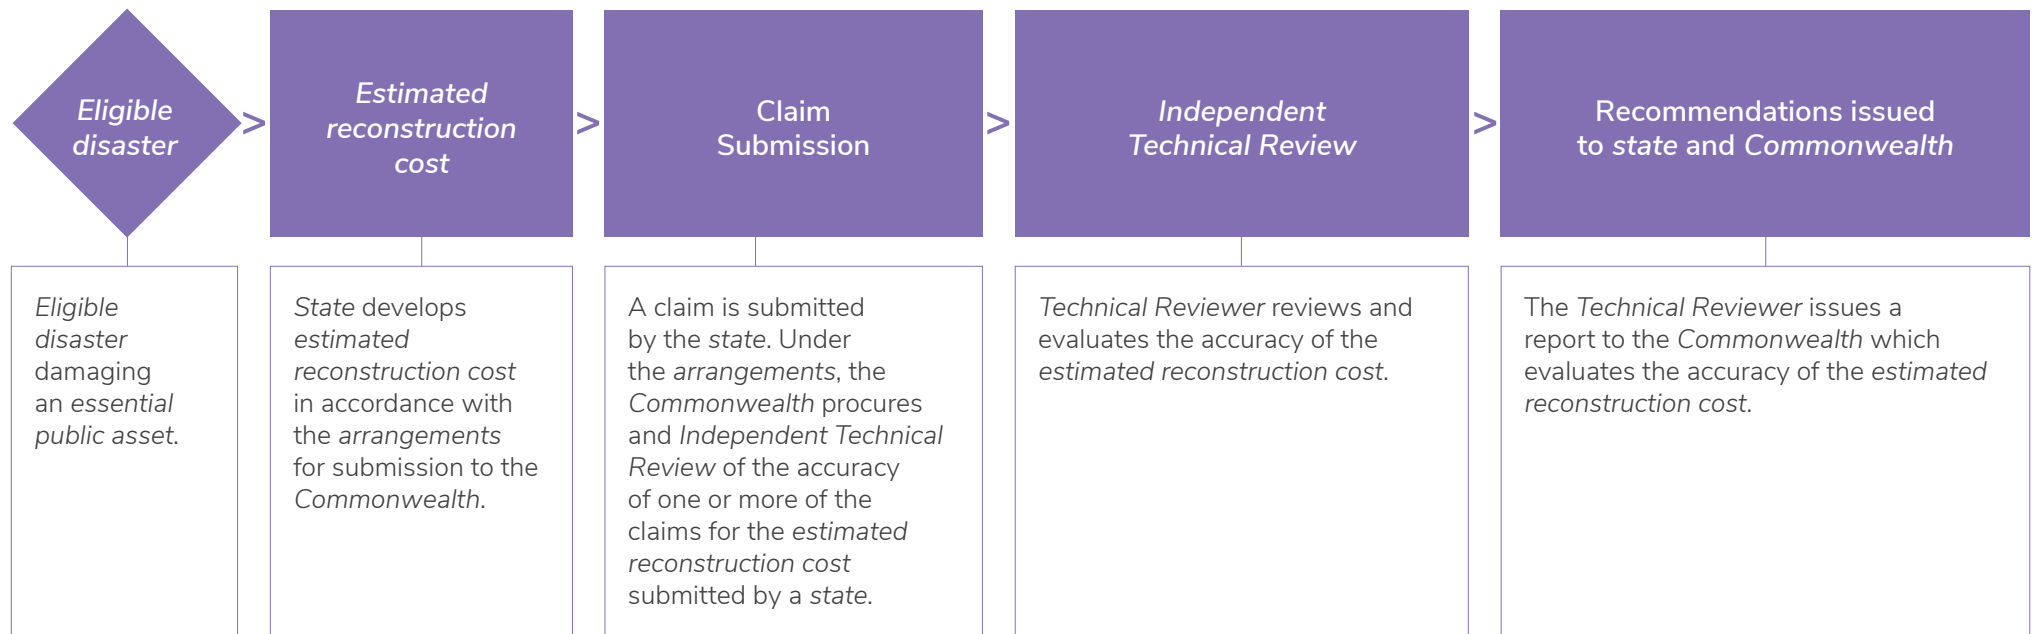 Eligible
disaster
>
Estimated
reconstruction
cost
>
Claim
Submission
>
Independent
Technical Review
>
Recommendations issued
to state and Commonwealth
Eligible
disaster
damaging
an essential
public asset.
State develops
estimated
reconstruction cost
in accordance with
the arrangements
for submission to the
Commonwealth.
A claim is submitted
by the state. Under
the arrangements, the
Commonwealth procures
and Independent Technical
Review of the accuracy
of one or more of the
claims for the estimated
reconstruction cost
submitted by a state.
Technical Reviewer reviews and
evaluates the accuracy of the
estimated reconstruction cost.
The Technical Reviewer issues a
report to the Commonwealth which
evaluates the accuracy of the estimated
reconstruction cost.